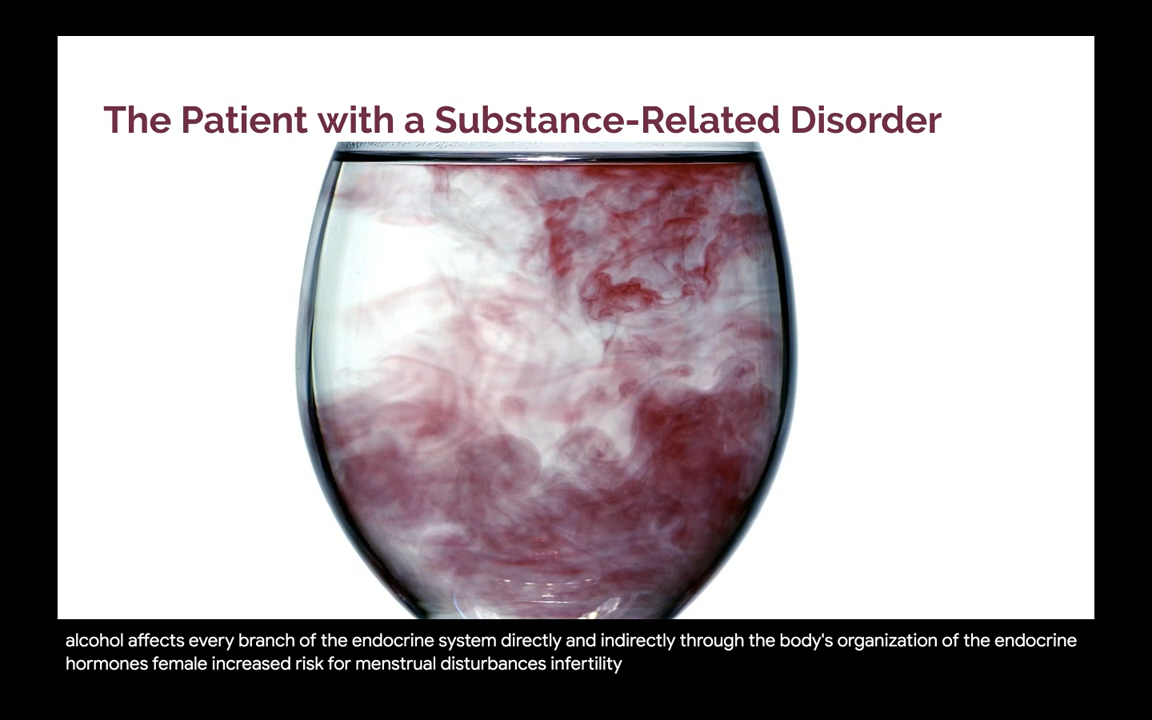 The Patient with a Substance-Related Disorder
alcohol affects every branch of the endocrine system directly and indirectly through the body's organization of the endocrine
hormones female increased risk for menstrual disturbances infertility